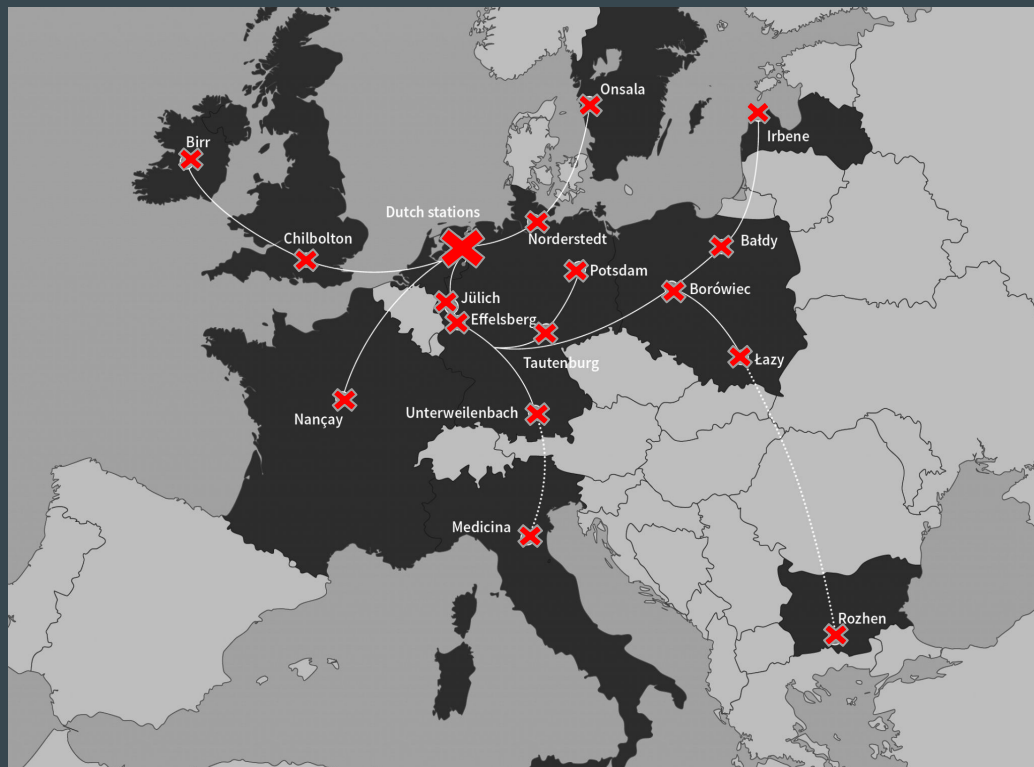 Onsala
Irbene
Birr
Dutch stations
Chilbolton
Norderstedt
Bałdy
Potsdam
Borówiec
Jülich
Effelsberg
Tautenburg
Łazy
Unterweilenbach
Nançay
Medicina
Rozhen